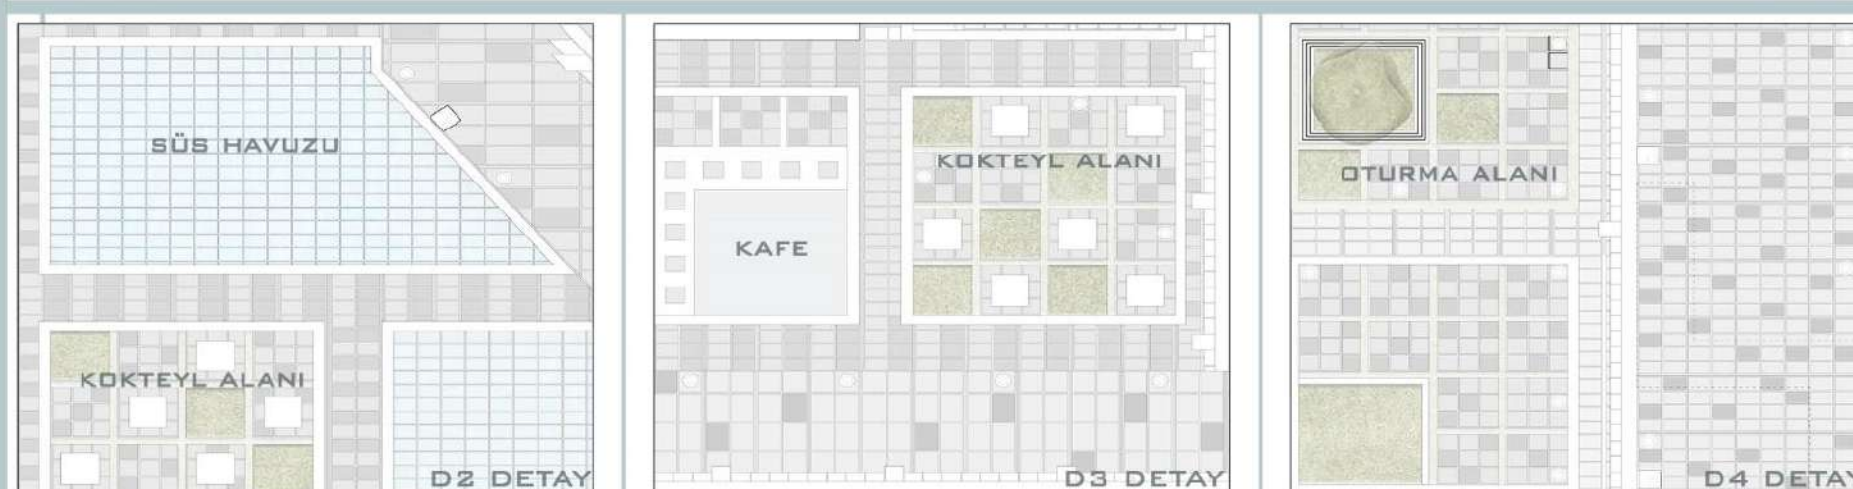 SÜS HAVUZU
KOKTEYL ALANI
D2 DETAY
KOKTEYL ALANI
KAFE
D3 DETAY
OTURMA ALANI
D4 DETAY